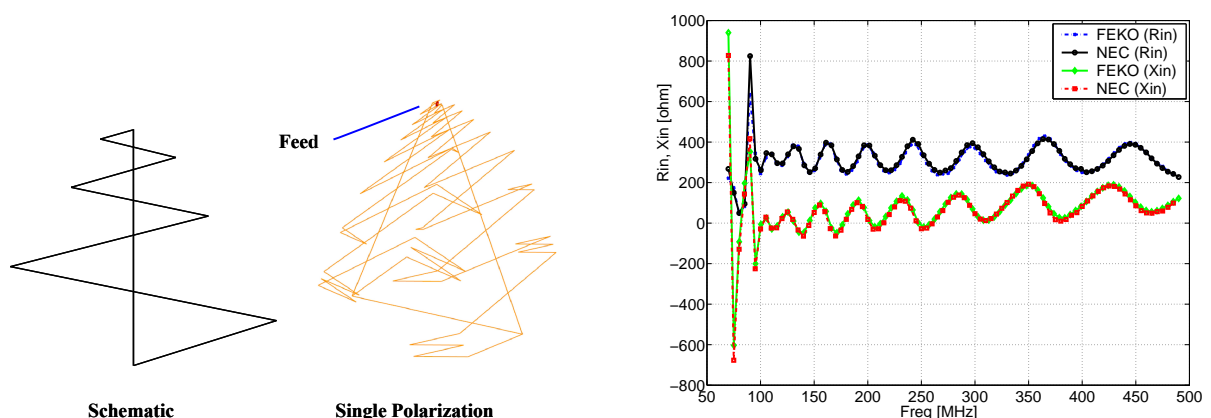 Feed
Schematic
Single Polarization
Rin, Xin [ohm]
1000
800
600
400
200
0
−200
−400
−600
−800
50 100 150 200 250 300 350 400 450 500
Freq [MHz]
FEKO (Rin)
NEC (Rin)
FEKO (Xin)
NEC (Xin)